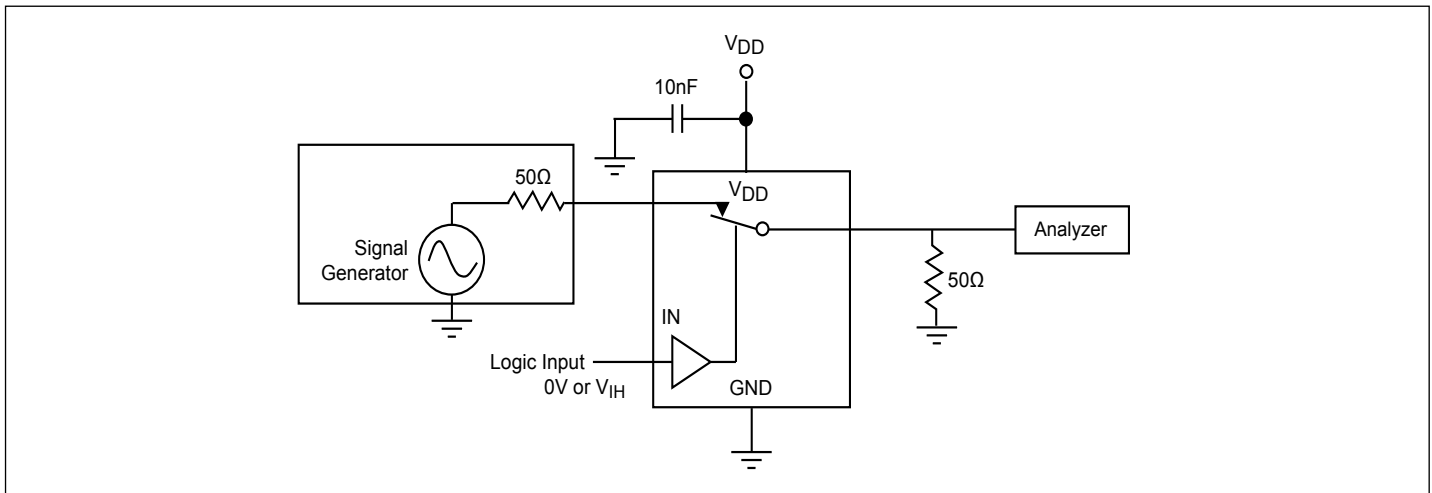 VDD
10nF
50Ω
VDD
Signal
Generator
Analyzer
50Ω
IN
Logic Input
0V or VIH
GND